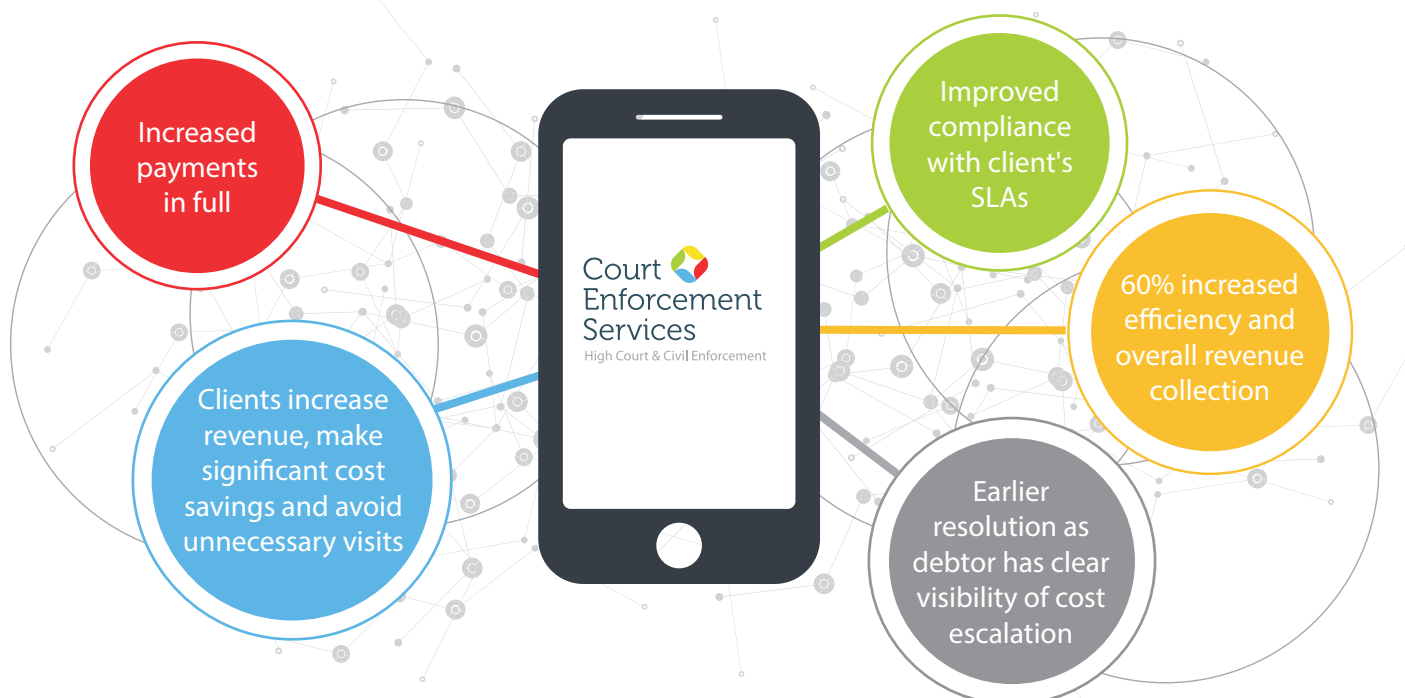 Increased
payments
in full
Clients increase
revenue, make
significant cost
savings and avoid
unnecessary visits
Court
Enforcement
Services
High Court & Civil Enforcement
Improved
compliance
with client's
SLAs
60% increased
efficiency and
overall revenue
collection
Earlier
resolution as
debtor has clear
visibility of cost
escalation